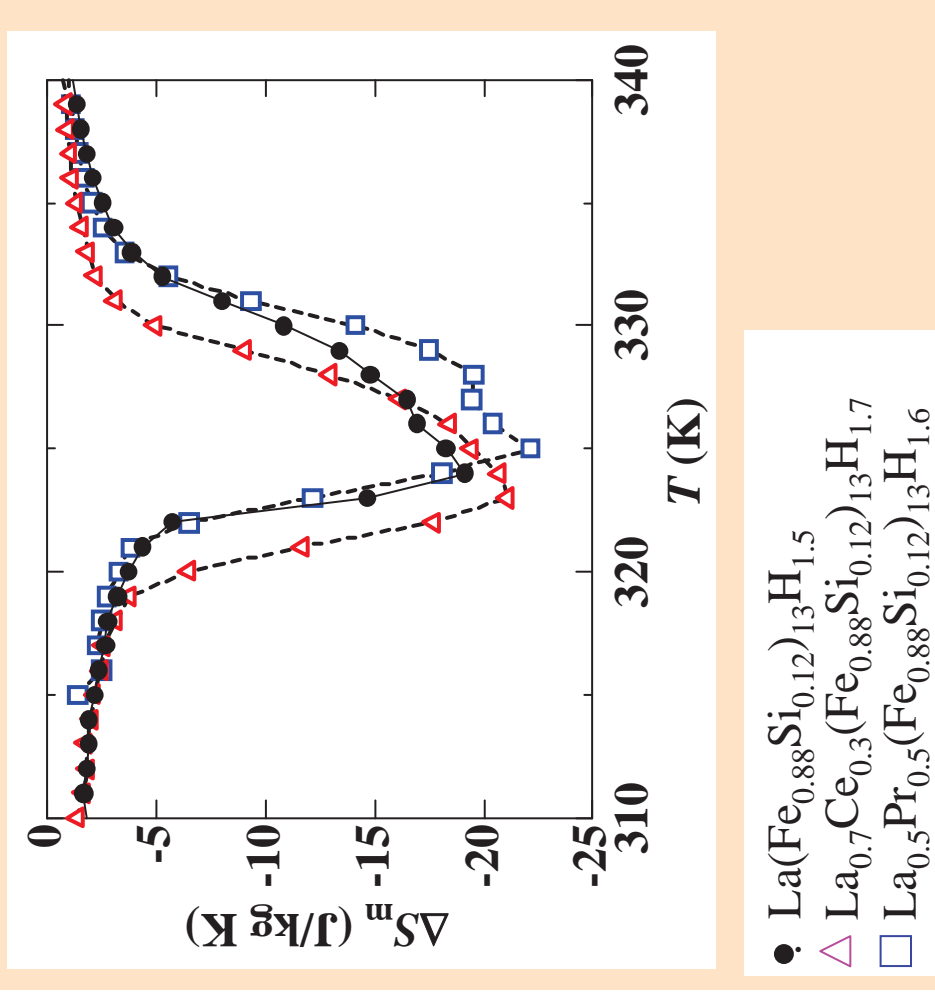 0
-5
-10
-15
-20
-25
310
320
330
340
ΔSm (J/kg K)
T (K)
La(Fe0.88Si0.12)13H1.5
La0.7Ce0.3(Fe0.88Si0.12)13H1.7
La0.5Pr0.5(Fe0.88Si0.12)13H1.6